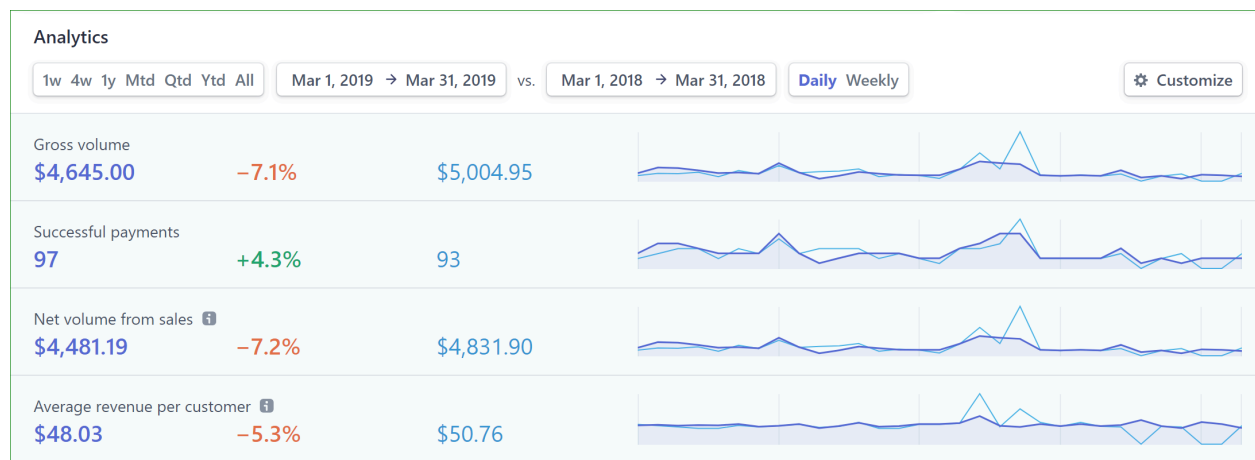 Analytics
1w 4w 1y Mtd Qtd Ytd All Mar 1, 2019 → Mar 31, 2019 vs. Mar 1, 2018 → Mar 31, 2018 Daily Weekly Customize
Gross volume
$4,645.00 −7.1% $5,004.95
Successful payments
97 +4.3% 93
Net volume from sales i
$4,481.19 −7.2% $4,831.90
Average revenue per customer i
$48.03 −5.3% $50.76